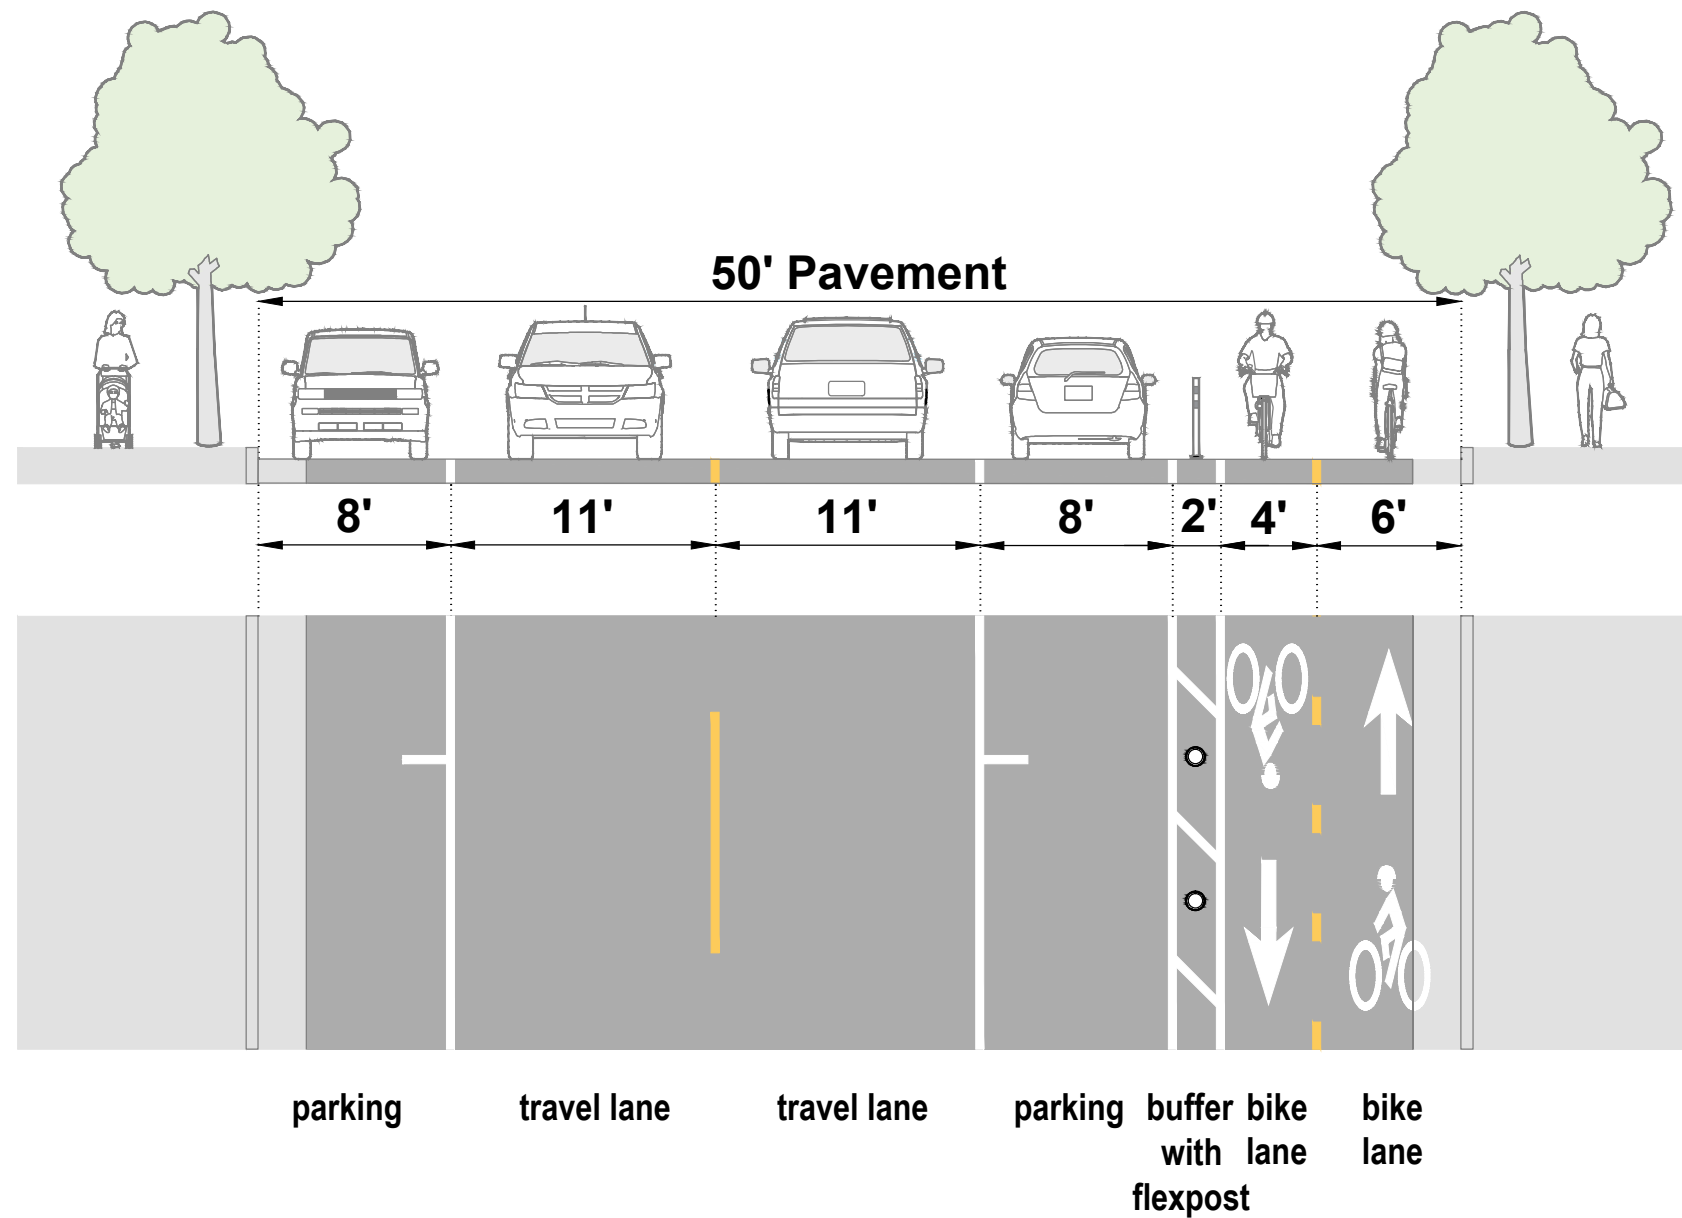 50' Pavement
8' 11' 11' 8' 2' 4' 6'
parking travel lane travel lane parking buffer bike bike
with lane lane
flexpost